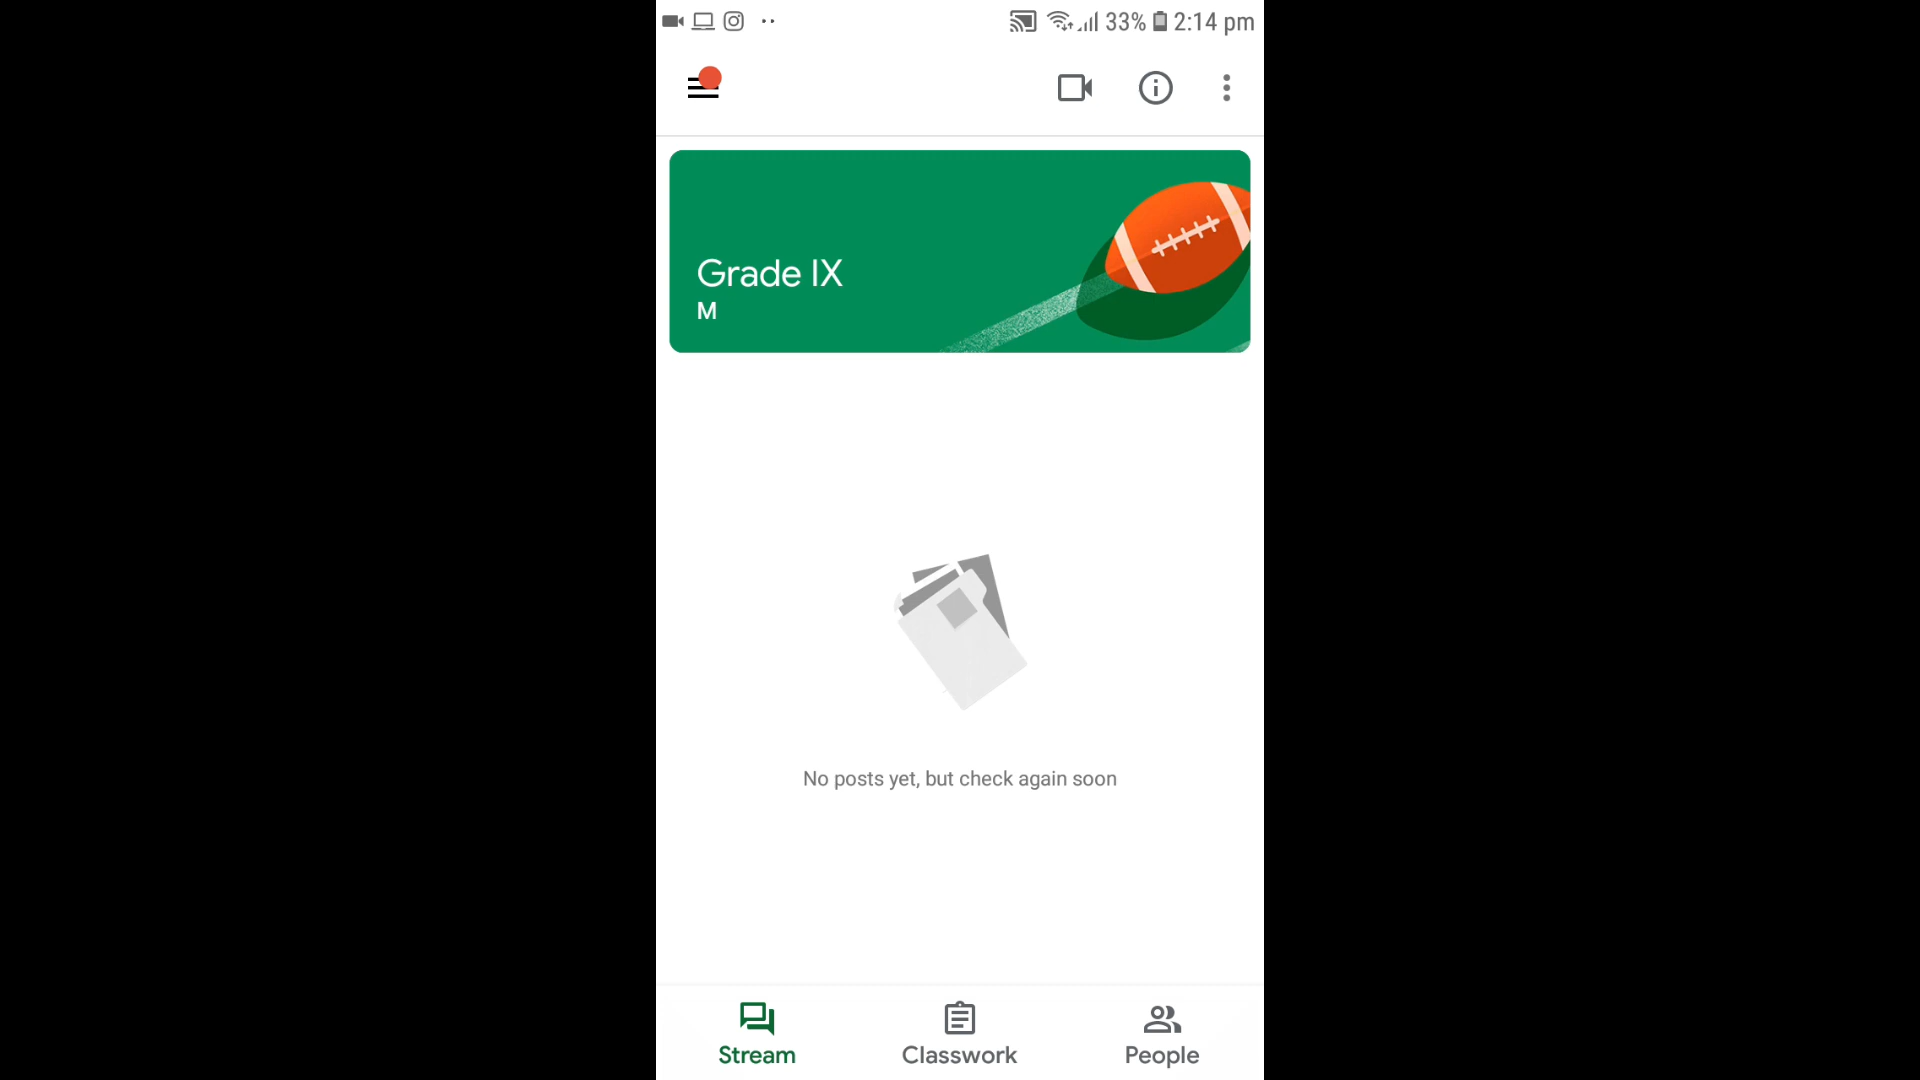 33% 2:14 pm
Grade IX
M
No posts yet, but check again soon
Stream Classwork People